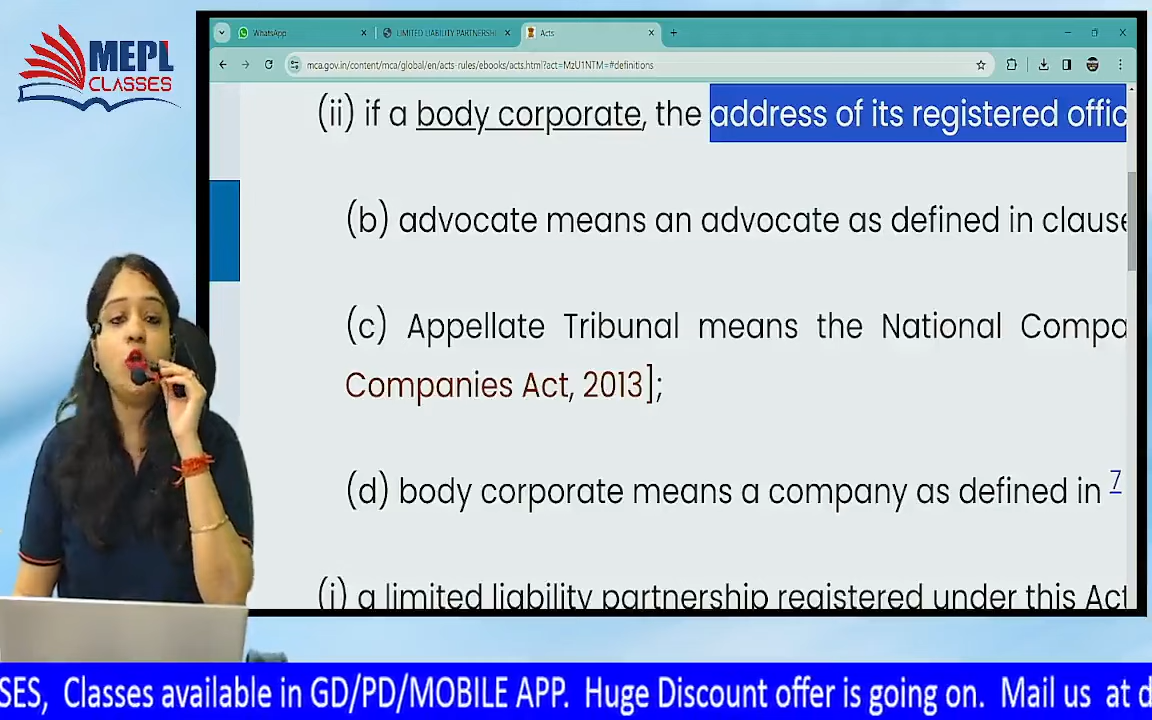 MEPL
CLASSES
WhatsApp
LIMITED LIABILITY PARTNERSHI
Acts
mca.gov.in/content/mca/global/en/acts-rules/ebooks/acts.html?act=MzU1NTM=#definitions
(ii) if a body corporate, the address of its registered offic
(b) advocate means an advocate as defined in clause
(c) Appellate Tribunal means the National Compa
Companies Act, 2013];
(d) body corporate means a company as defined in 7
(i) a limited liability partnership registered under this Act
SES, Classes available in GD/PD/MOBILE APP. Huge Discount offer is going on. Mail us at d